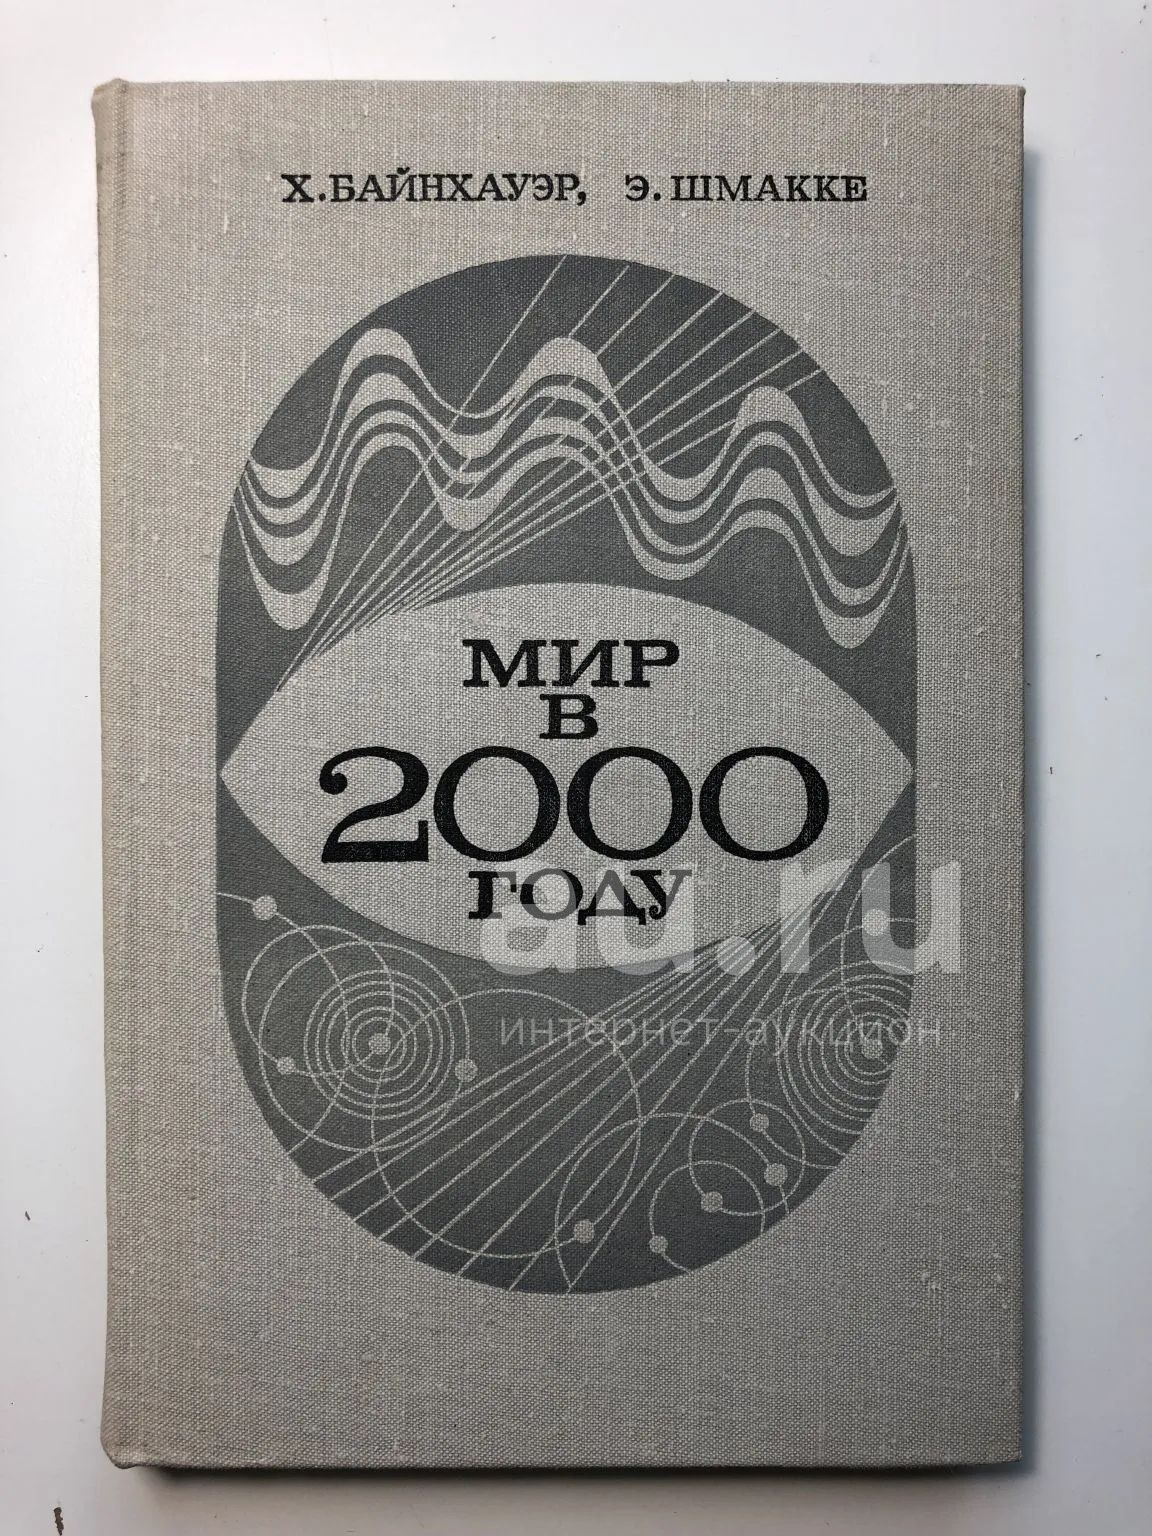 Х.БАЙНХАУЭР, Э.ШМАККЕ
МИР
В
2000
ГОДУ
au.ru
интернет-аукцион